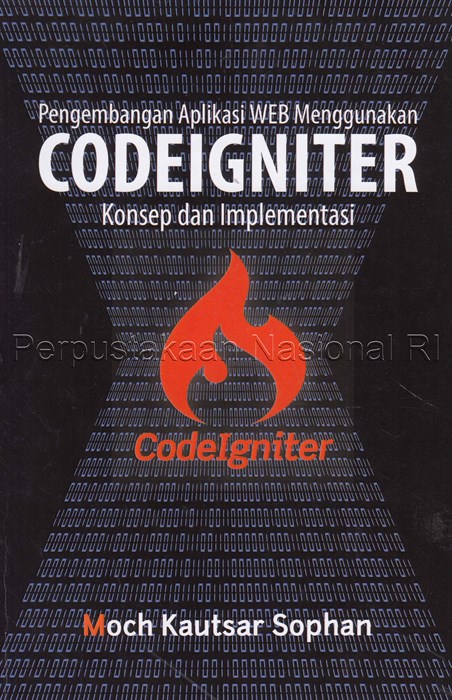 Pengembangan Aplikasi WEB Menggunakan
CODEIGNITER
Konsep dan Implementasi
Perpustakaan Nasional RI
CodeIgniter
Moch Kautsar Sophan